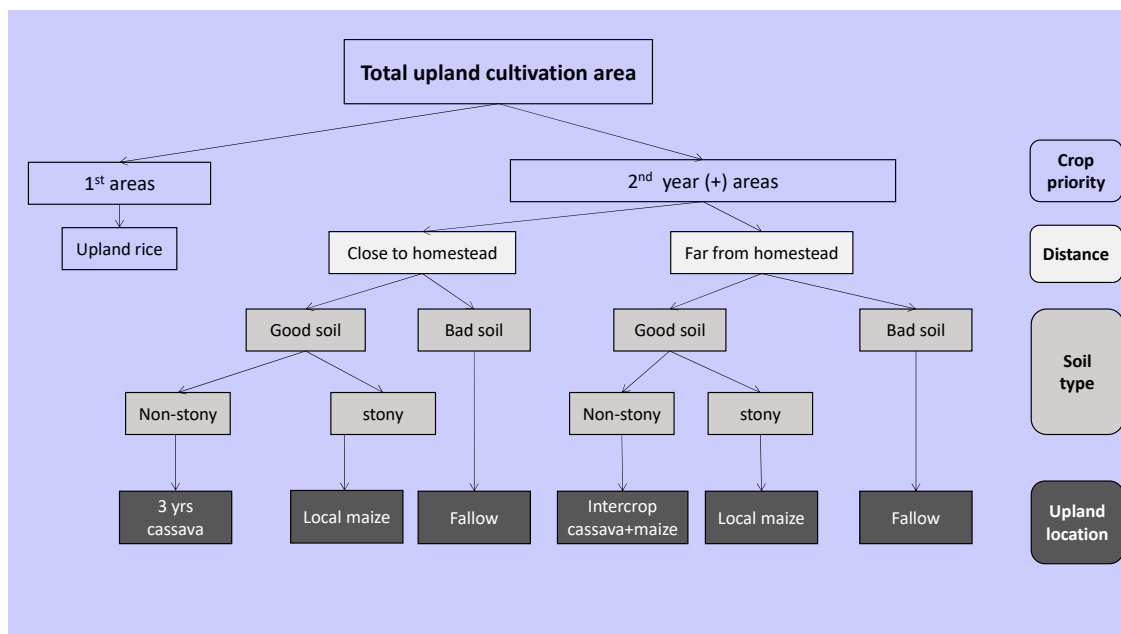 Total upland cultivation area
1st areas
2nd year (+) areas
Crop
priority
Upland rice
Close to homestead
Far from homestead
Distance
Good soil
Bad soil
Good soil
Bad soil
Soil
type
Non-stony
stony
Non-stony
stony
3 yrs
cassava
Local maize
Fallow
Intercrop
cassava+maize
Local maize
Fallow
Upland
location